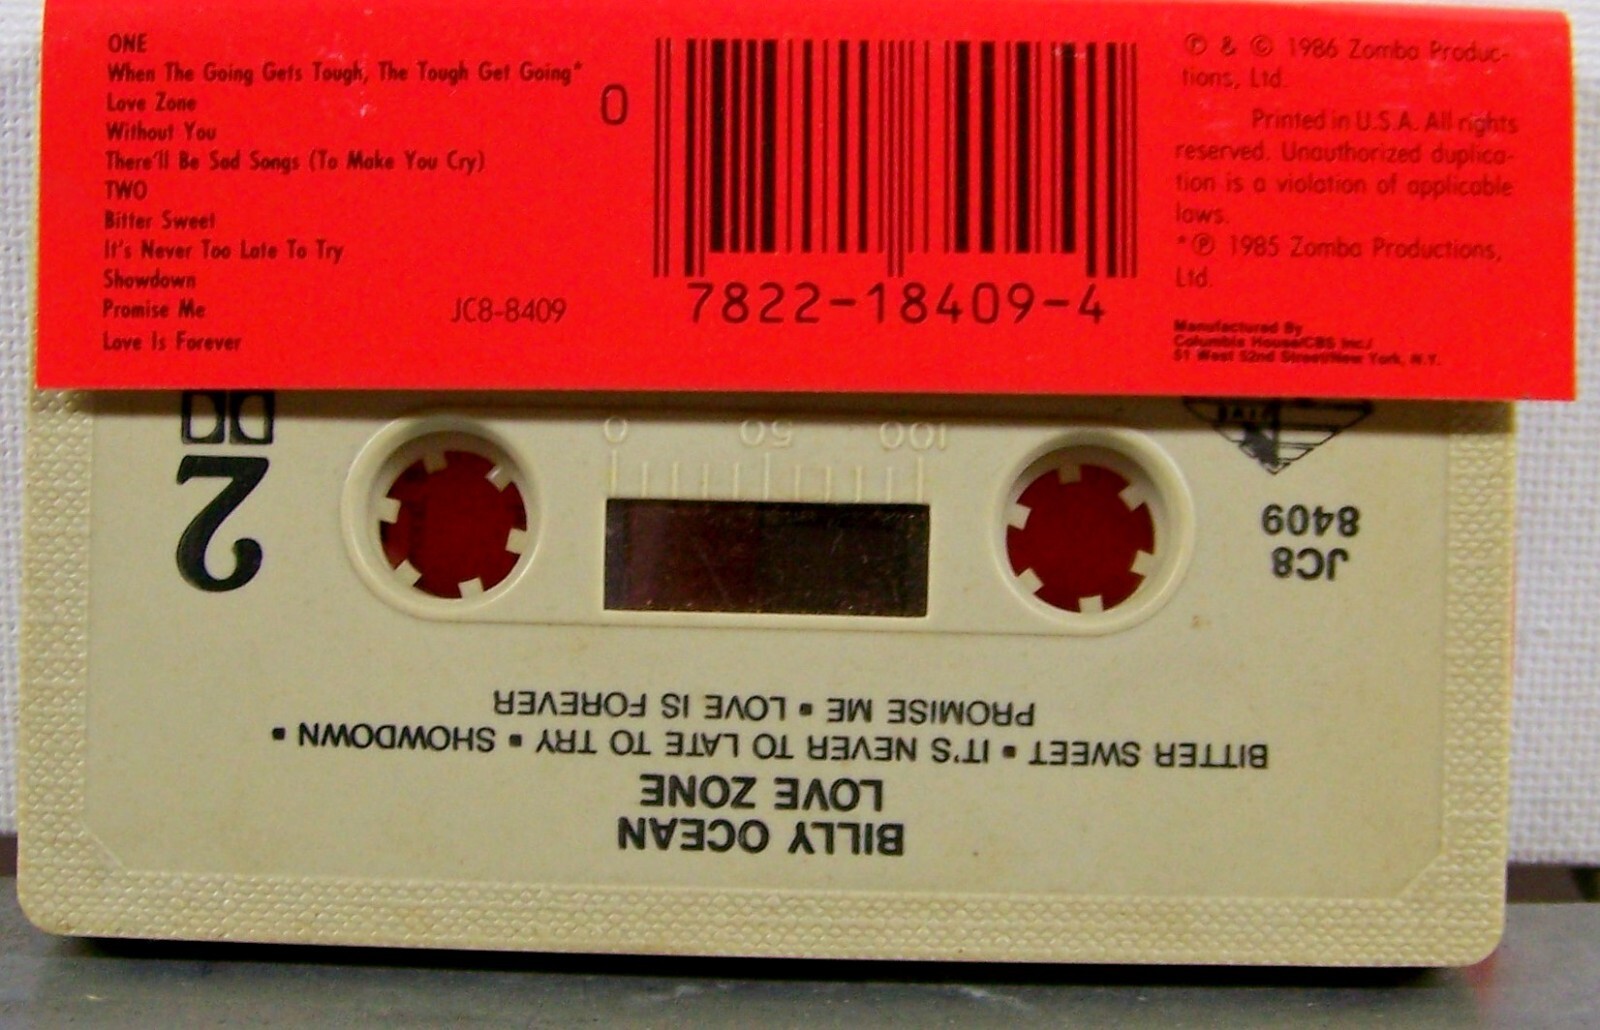 ONE
When The Going Gets Tough, The Tough Get Going*
Love Zone
Without You
There'll Be Sad Songs (To Make You Cry)
TWO
Bitter Sweet
It's Never Too Late To Try
Showdown
Promise Me
Love Is Forever
JC8-8409
0
7822-18409-4
℗ & © 1986 Zomba Produc-
tions, Ltd.
Printed in U.S.A. All rights
reserved. Unauthorized duplica-
tion is a violation of applicable
laws.
*℗ 1985 Zomba Productions,
Ltd.
Manufactured By
Columbia House/CBS Inc./
51 West 52nd Street/New York, N.Y.
BILLY OCEAN
LOVE ZONE
BITTER SWEET • IT'S NEVER TO LATE TO TRY • SHOWDOWN •
PROMISE ME • LOVE IS FOREVER
JC8
8409
2
100 50 0